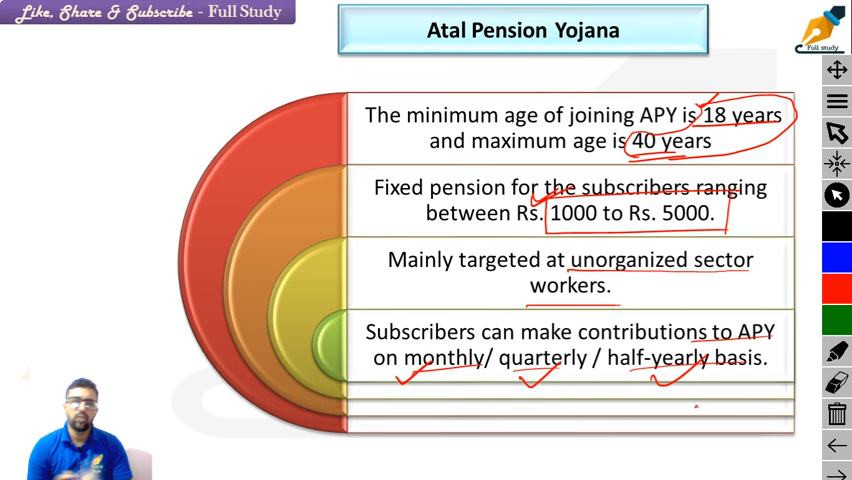 Like, Share & Subscribe - Full Study
Atal Pension Yojana
Full study
The minimum age of joining APY is 18 years
and maximum age is 40 years
Fixed pension for the subscribers ranging
between Rs. 1000 to Rs. 5000.
Mainly targeted at unorganized sector
workers.
Subscribers can make contributions to APY
on monthly/ quarterly / half-yearly basis.